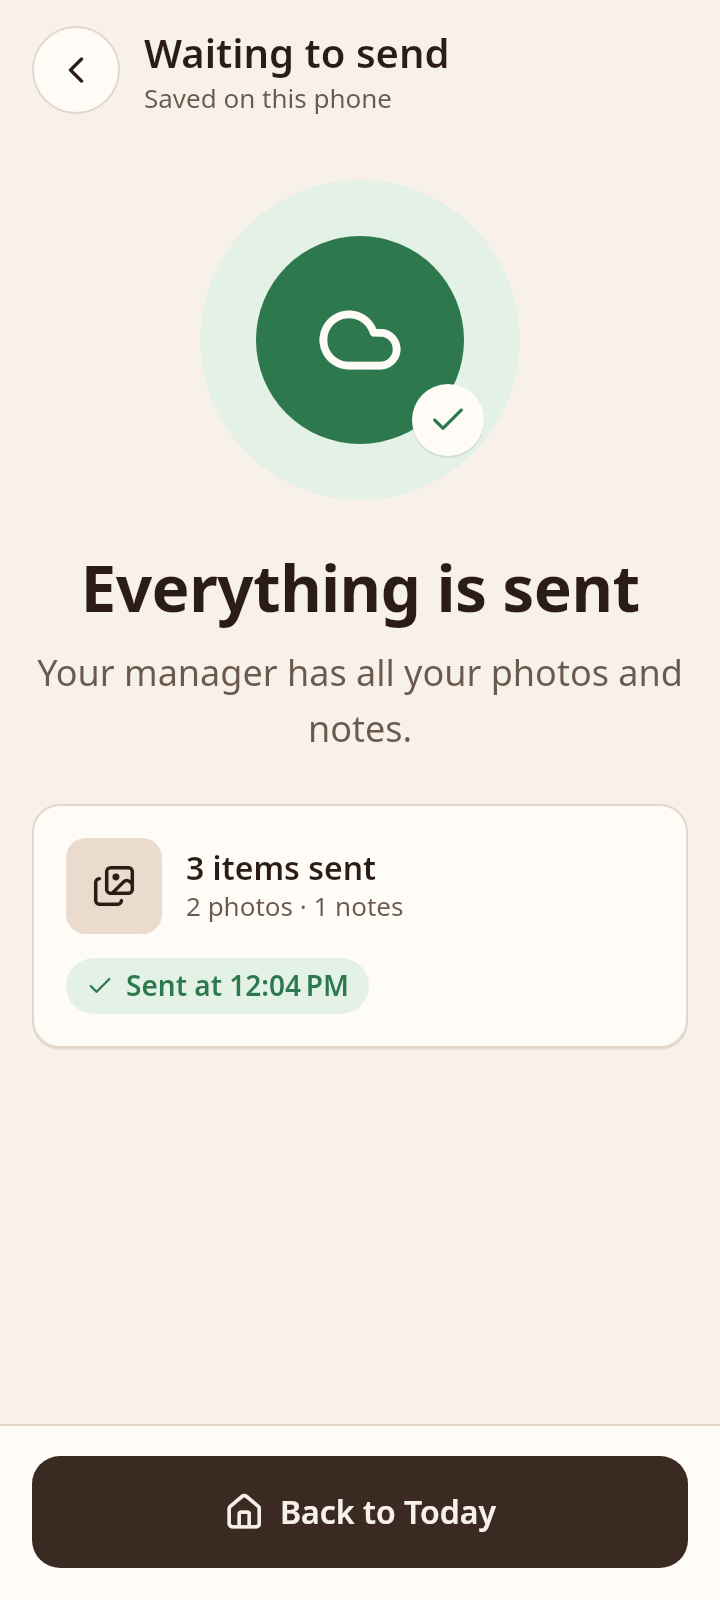 Waiting to send
Saved on this phone
Everything is sent
Your manager has all your photos and
notes.
3 items sent
2 photos · 1 notes
Sent at 12:04 PM
Back to Today